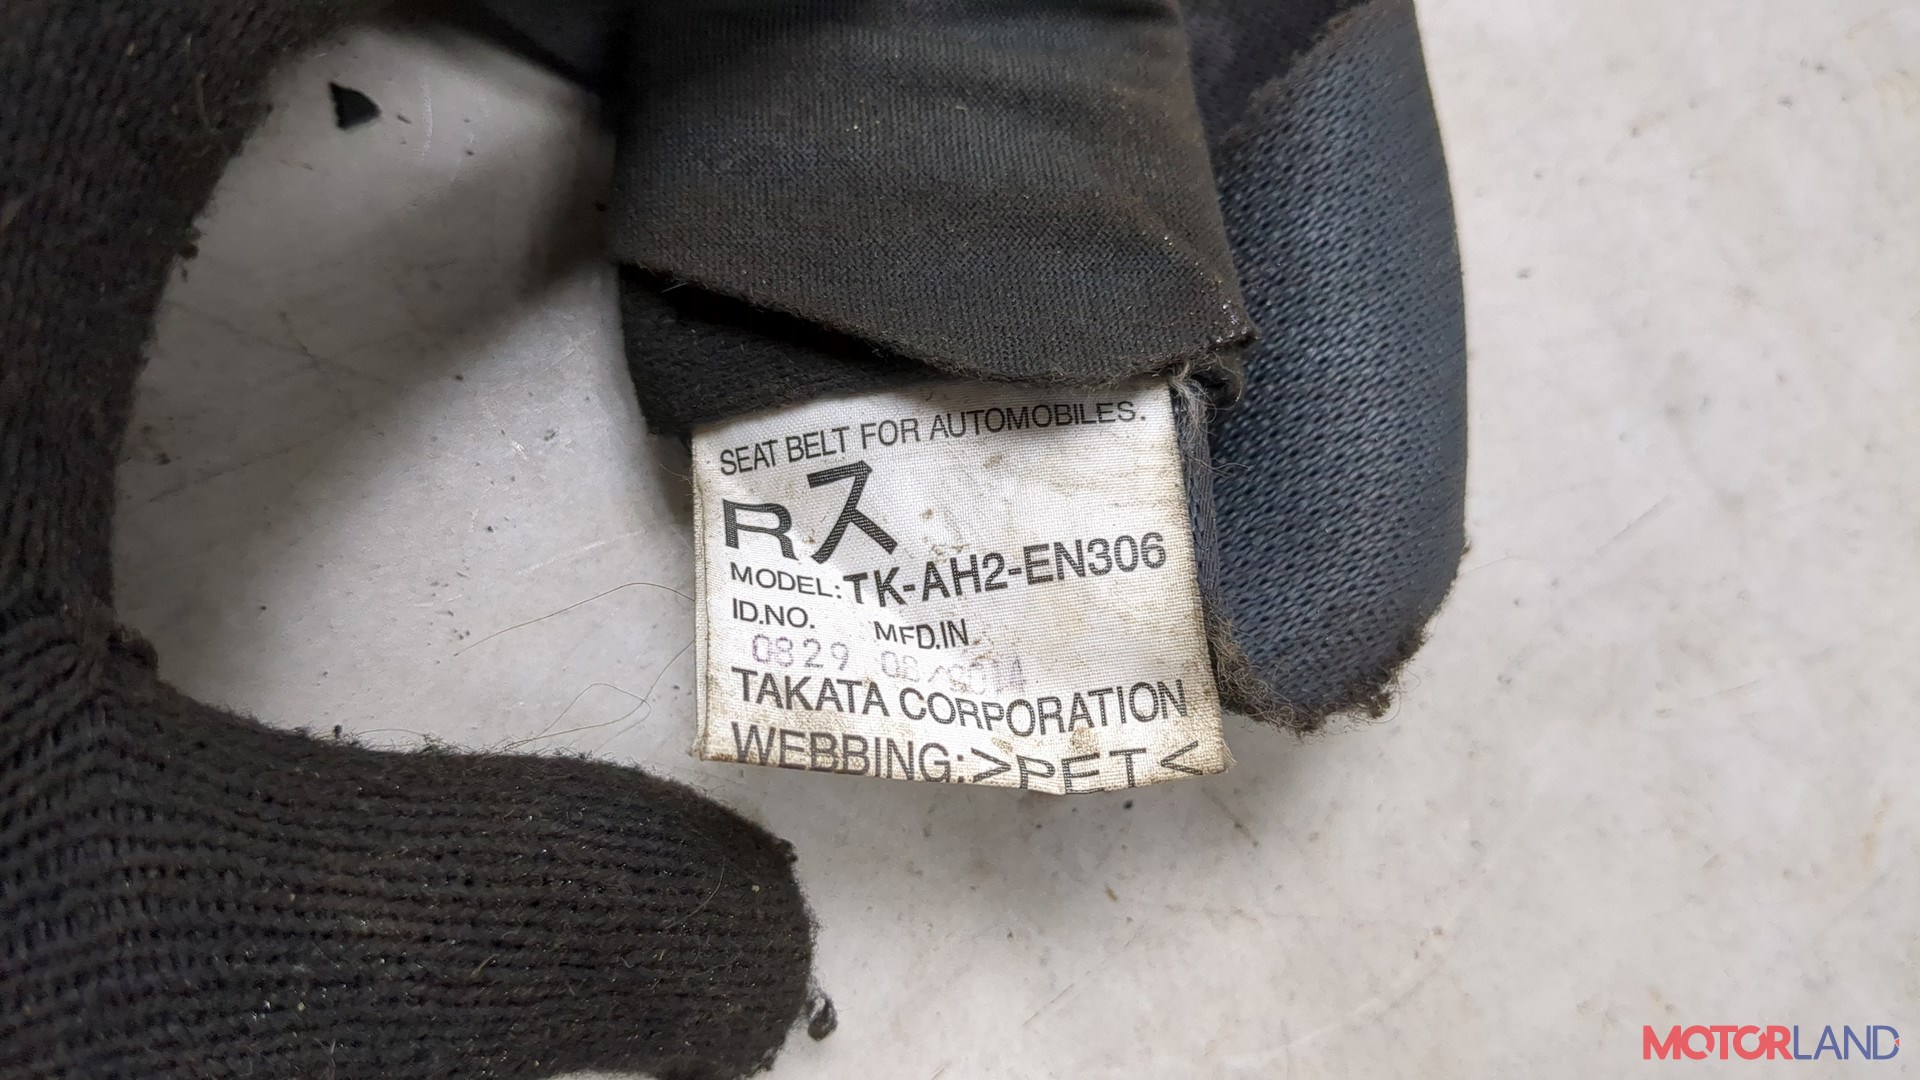 SEAT BELT FOR AUTOMOBILES.
Rス
MODEL:TK-AH2-EN306
ID.NO. MFD.IN.
0829
TAKATA CORPORATION
WEBBING:>PET<
MOTORLAND